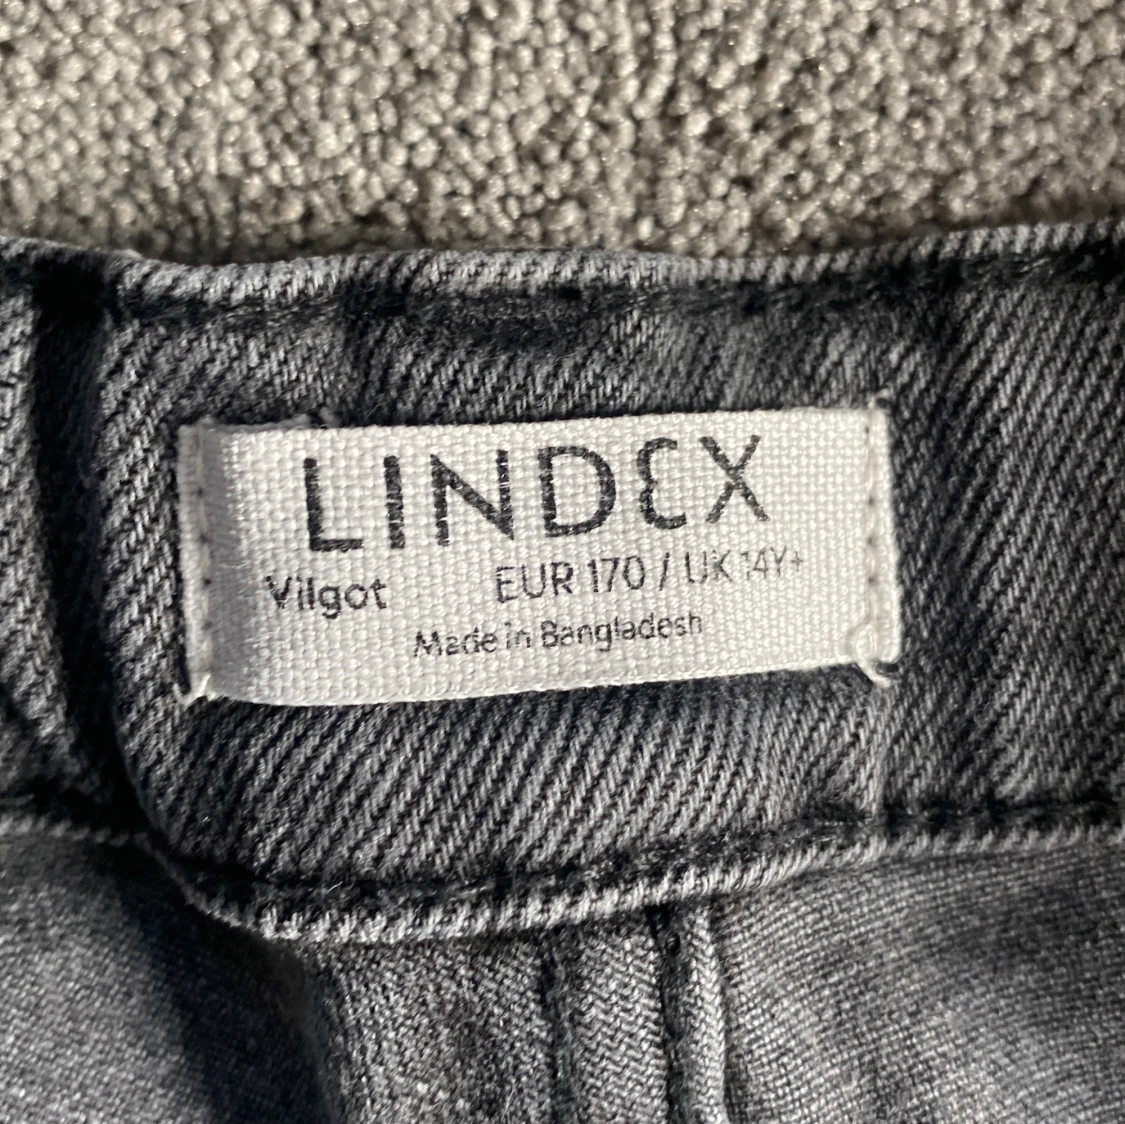 LINDEX
Vilgot EUR 170 / UK 14Y+
Made in Bangladesh